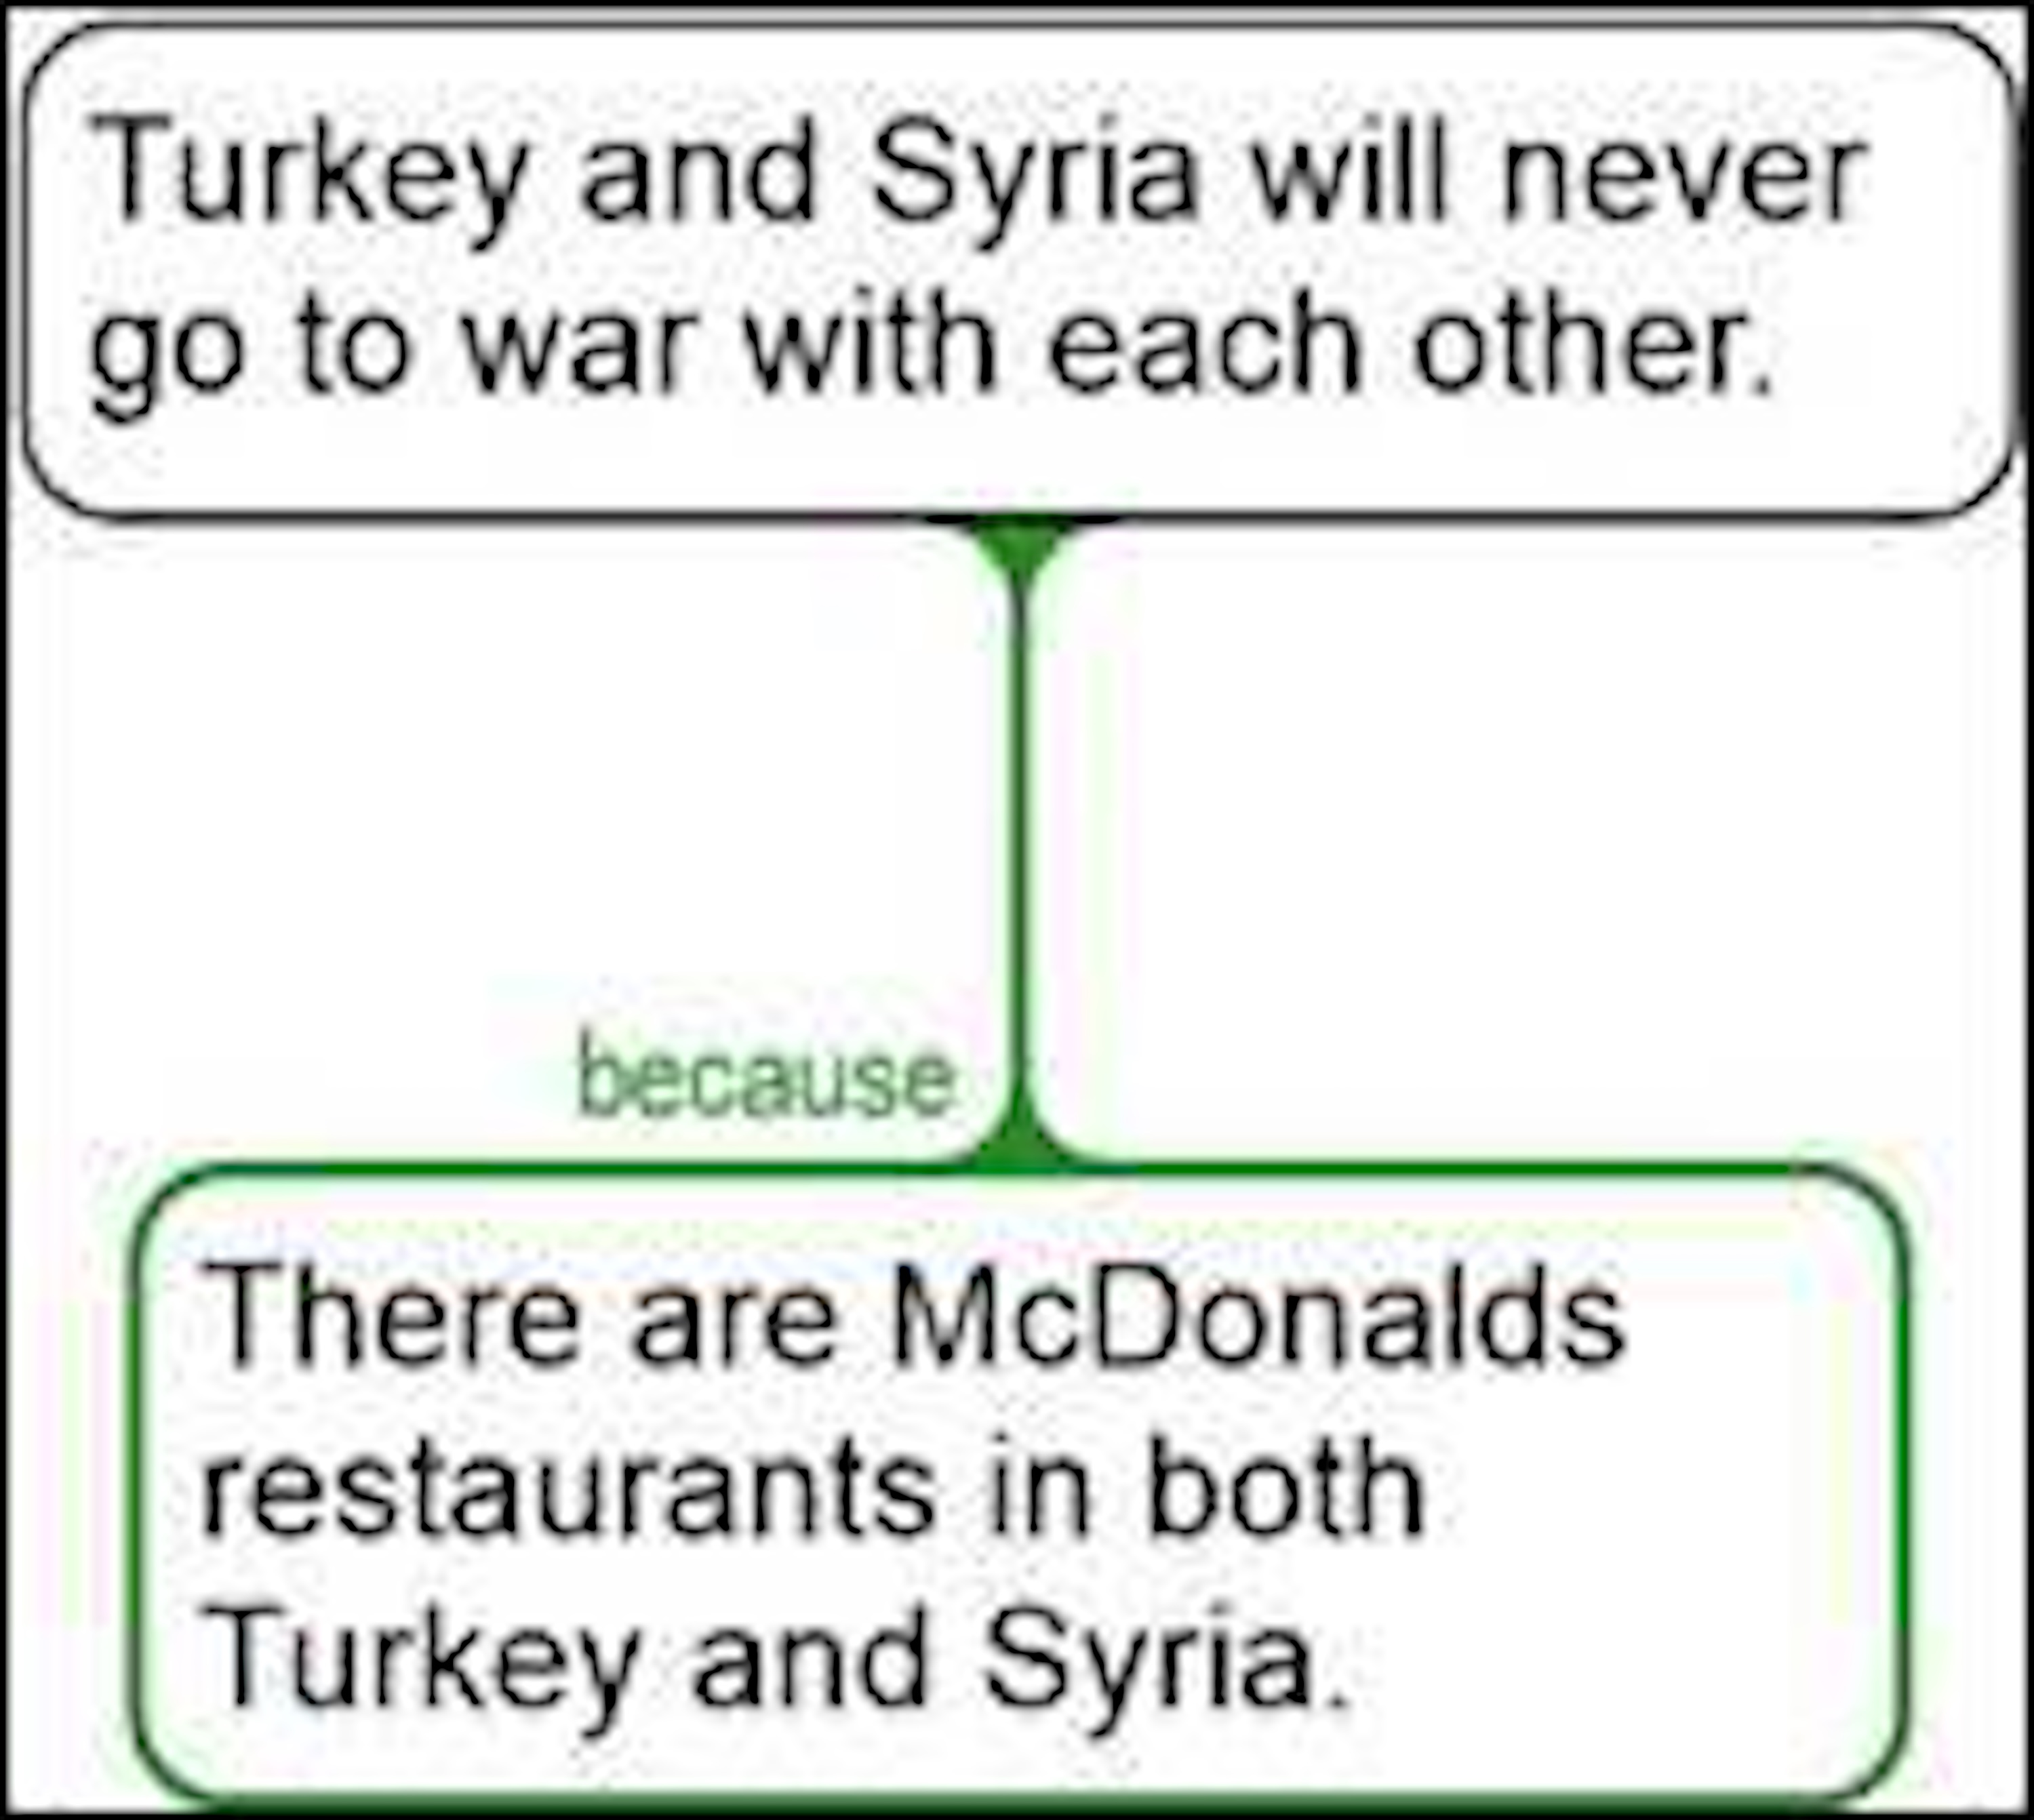 Turkey and Syria will never
go to war with each other.
because
There are McDonalds
restaurants in both
Turkey and Syria.